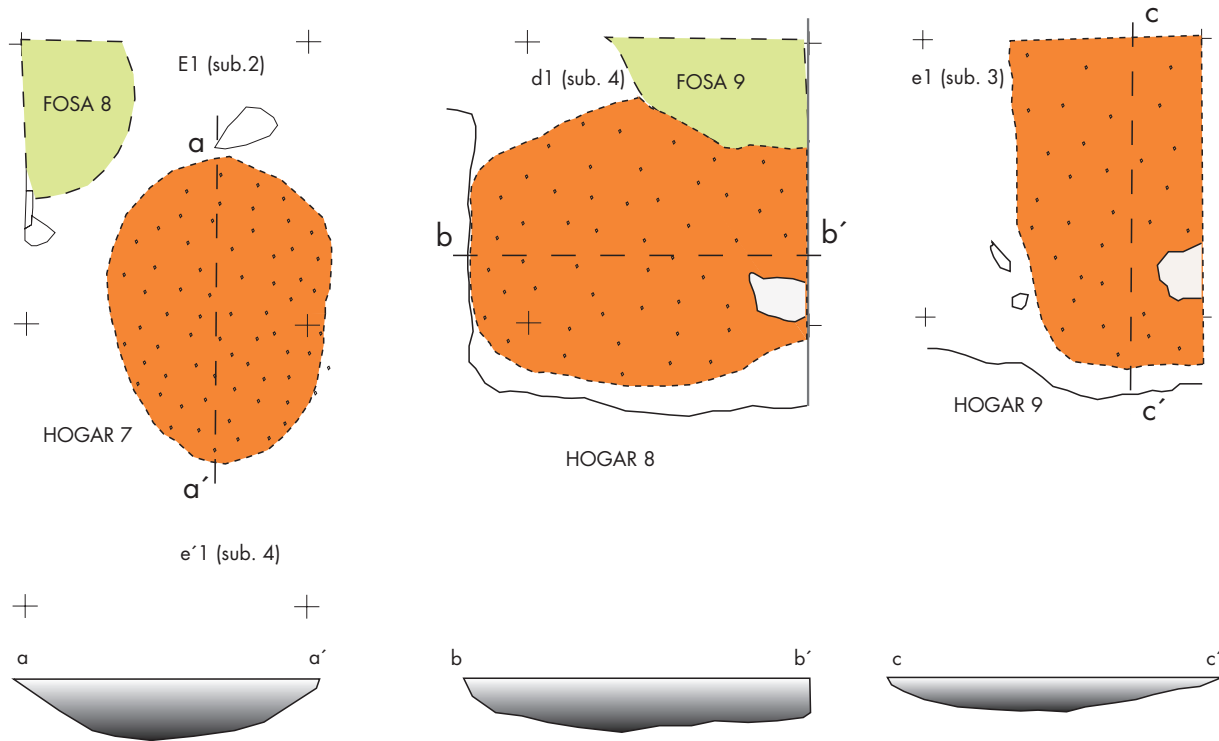 E1 (sub.2)
FOSA 8
a
HOGAR 7
a´
e´1 (sub. 4)
a a´
d1 (sub. 4)
FOSA 9
b b´
HOGAR 8
b b´
c
e1 (sub. 3)
HOGAR 9
c´
c c´